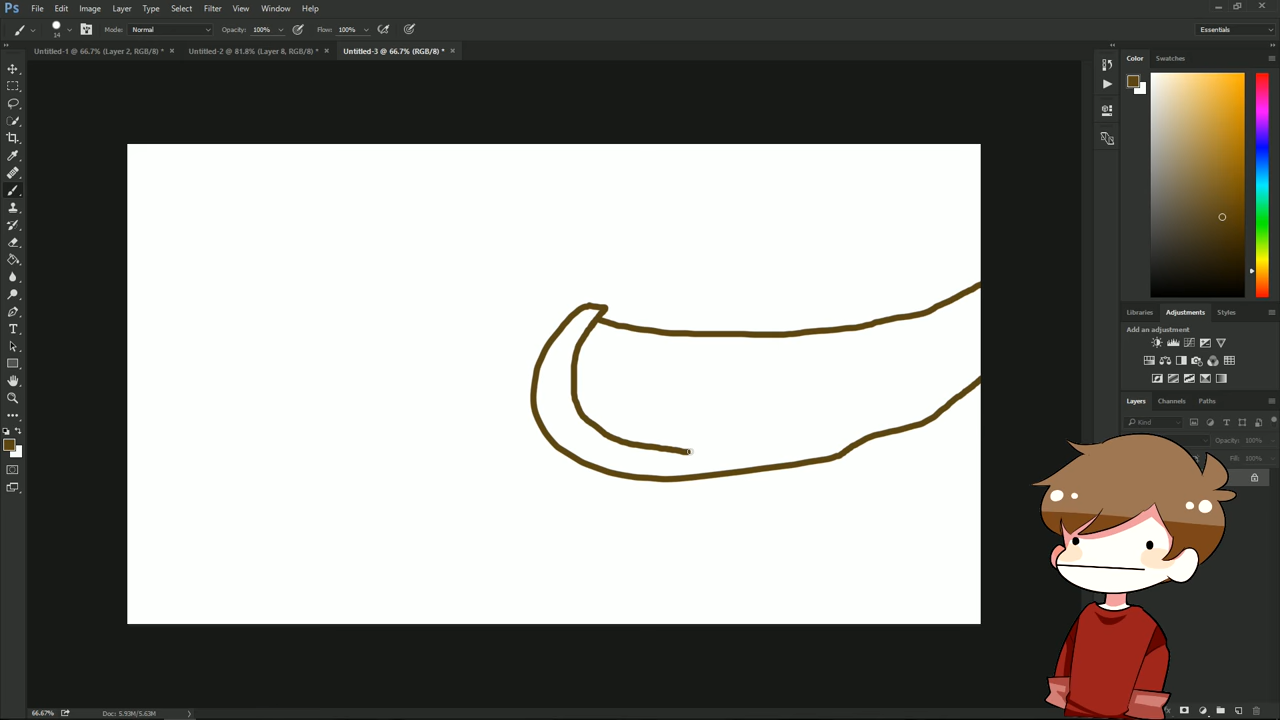 Ps File Edit Image Layer Type Select Filter View Window Help
14 Mode: Normal Opacity: 100% Flow: 100% Essentials
Untitled-1 @ 66.7% (Layer 2, RGB/8) * × Untitled-2 @ 81.8% (Layer 8, RGB/8) * × Untitled-3 @ 66.7% (RGB/8) * ×
Color Swatches
Libraries Adjustments Styles
Add an adjustment
Layers Channels Paths
Kind
Opacity: 100%
Fill: 100%
66.67% Doc: 5.93M/5.63M